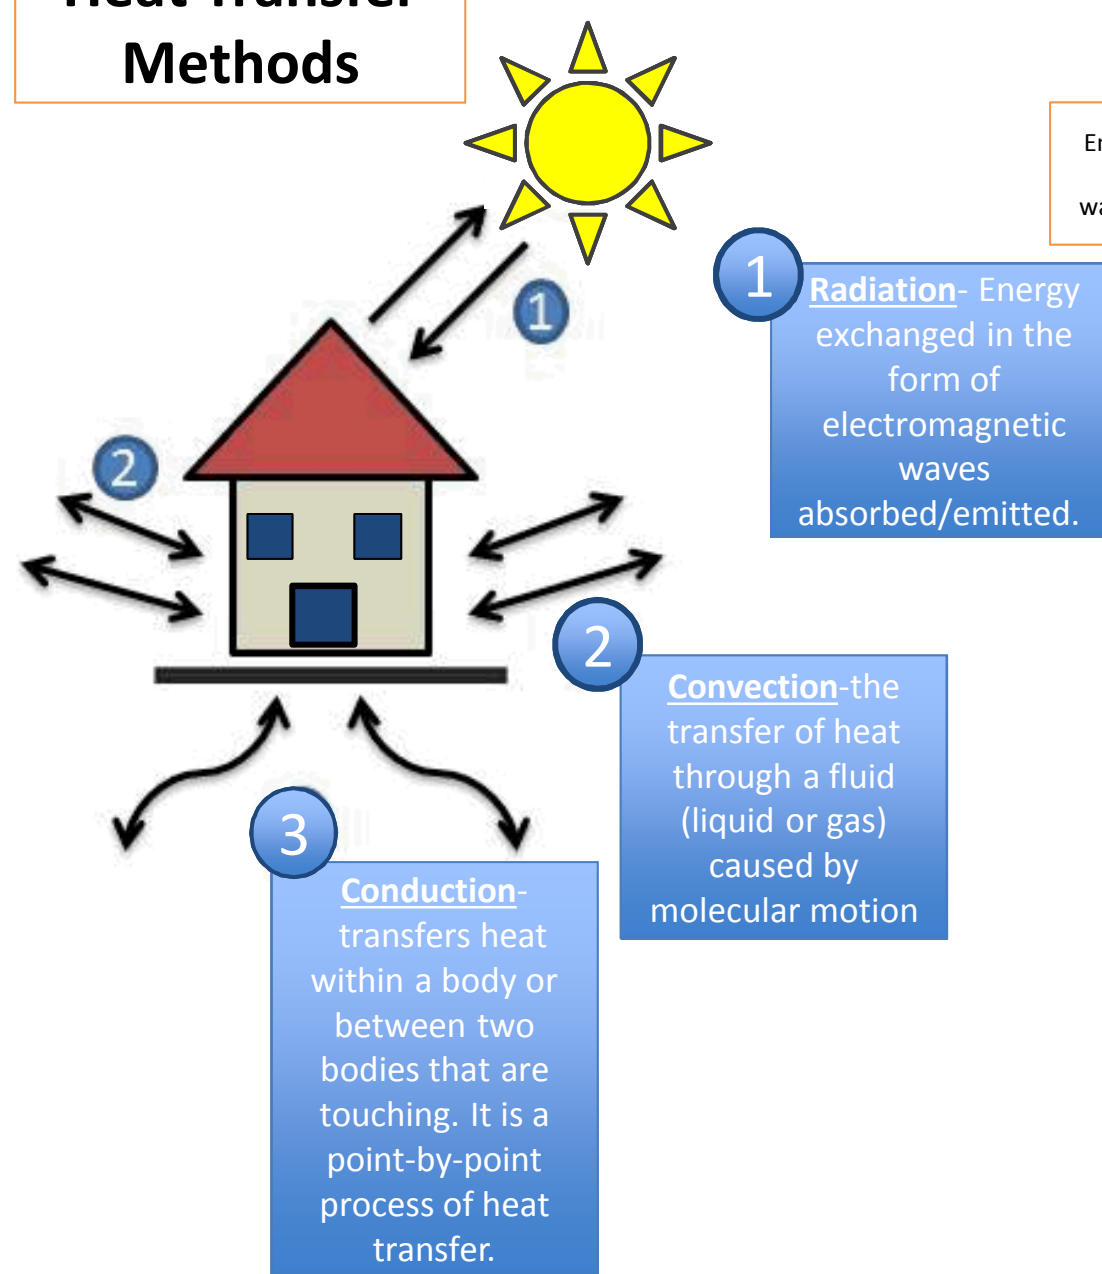 Heat Transfer
Methods
1
Radiation- Energy
exchanged in the
form of
electromagnetic
waves
absorbed/emitted.
1
2
2
Convection-the
transfer of heat
through a fluid
(liquid or gas)
caused by
molecular motion
3
Conduction-
transfers heat
within a body or
between two
bodies that are
touching. It is a
point-by-point
process of heat
transfer.